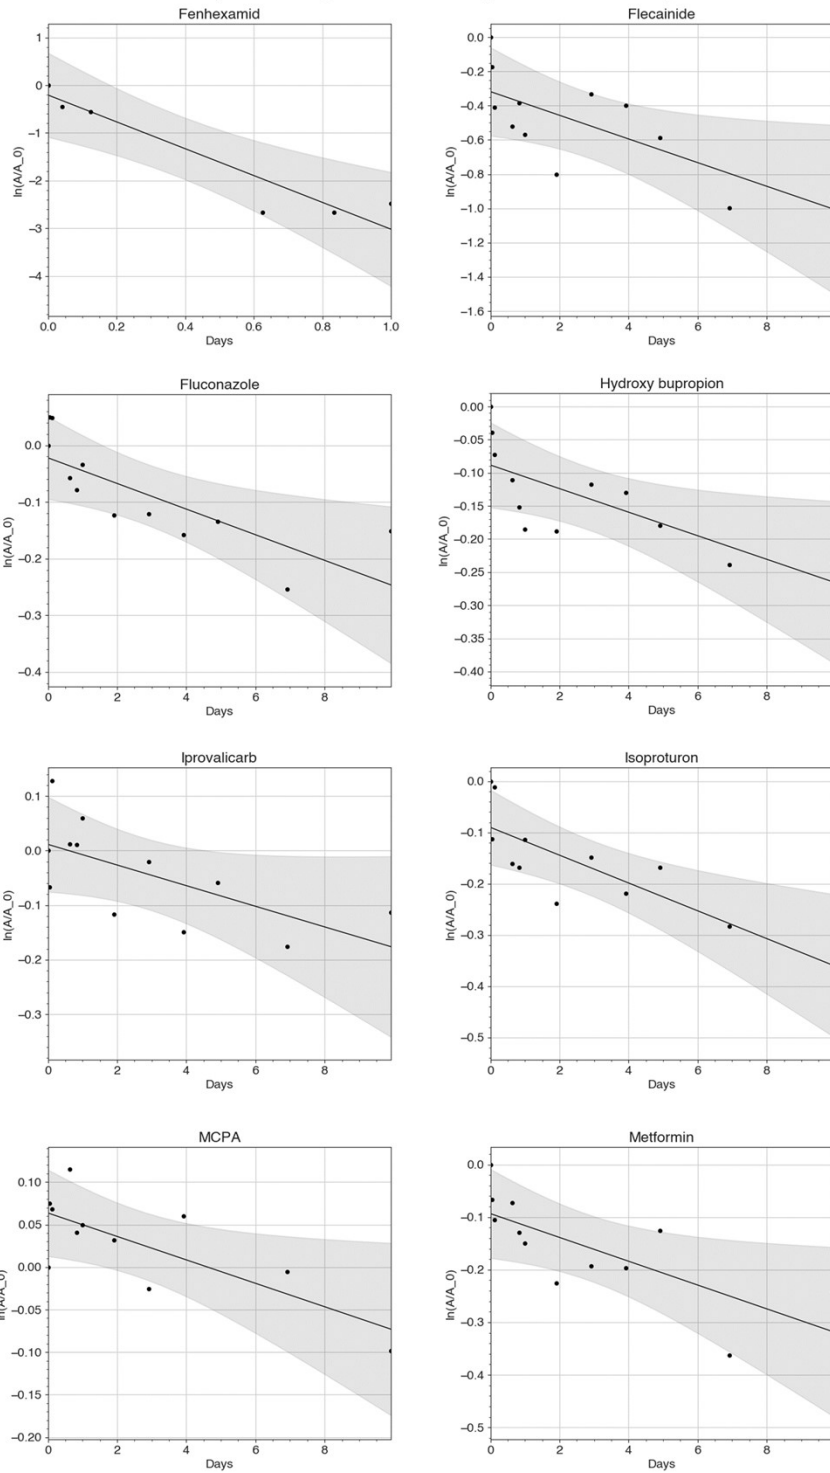 Fenhexamid
1
0
−1
−2
−3
−4
ln(A/A_0)
0.0 0.2 0.4 0.6 0.8 1.0
Days
Flecainide
0.0
−0.2
−0.4
−0.6
−0.8
−1.0
−1.2
−1.4
−1.6
ln(A/A_0)
0 2 4 6 8
Days
Fluconazole
0.0
−0.1
−0.2
−0.3
−0.4
ln(A/A_0)
0 2 4 6 8
Days
Hydroxy bupropion
0.00
−0.05
−0.10
−0.15
−0.20
−0.25
−0.30
−0.35
−0.40
ln(A/A_0)
0 2 4 6 8
Days
Iprovalicarb
0.1
0.0
−0.1
−0.2
−0.3
ln(A/A_0)
0 2 4 6 8
Days
Isoproturon
0.0
−0.1
−0.2
−0.3
−0.4
−0.5
ln(A/A_0)
0 2 4 6 8
Days
MCPA
0.10
0.05
0.00
−0.05
−0.10
−0.15
−0.20
ln(A/A_0)
0 2 4 6 8
Days
Metformin
0.0
−0.1
−0.2
−0.3
−0.4
−0.5
ln(A/A_0)
0 2 4 6 8
Days